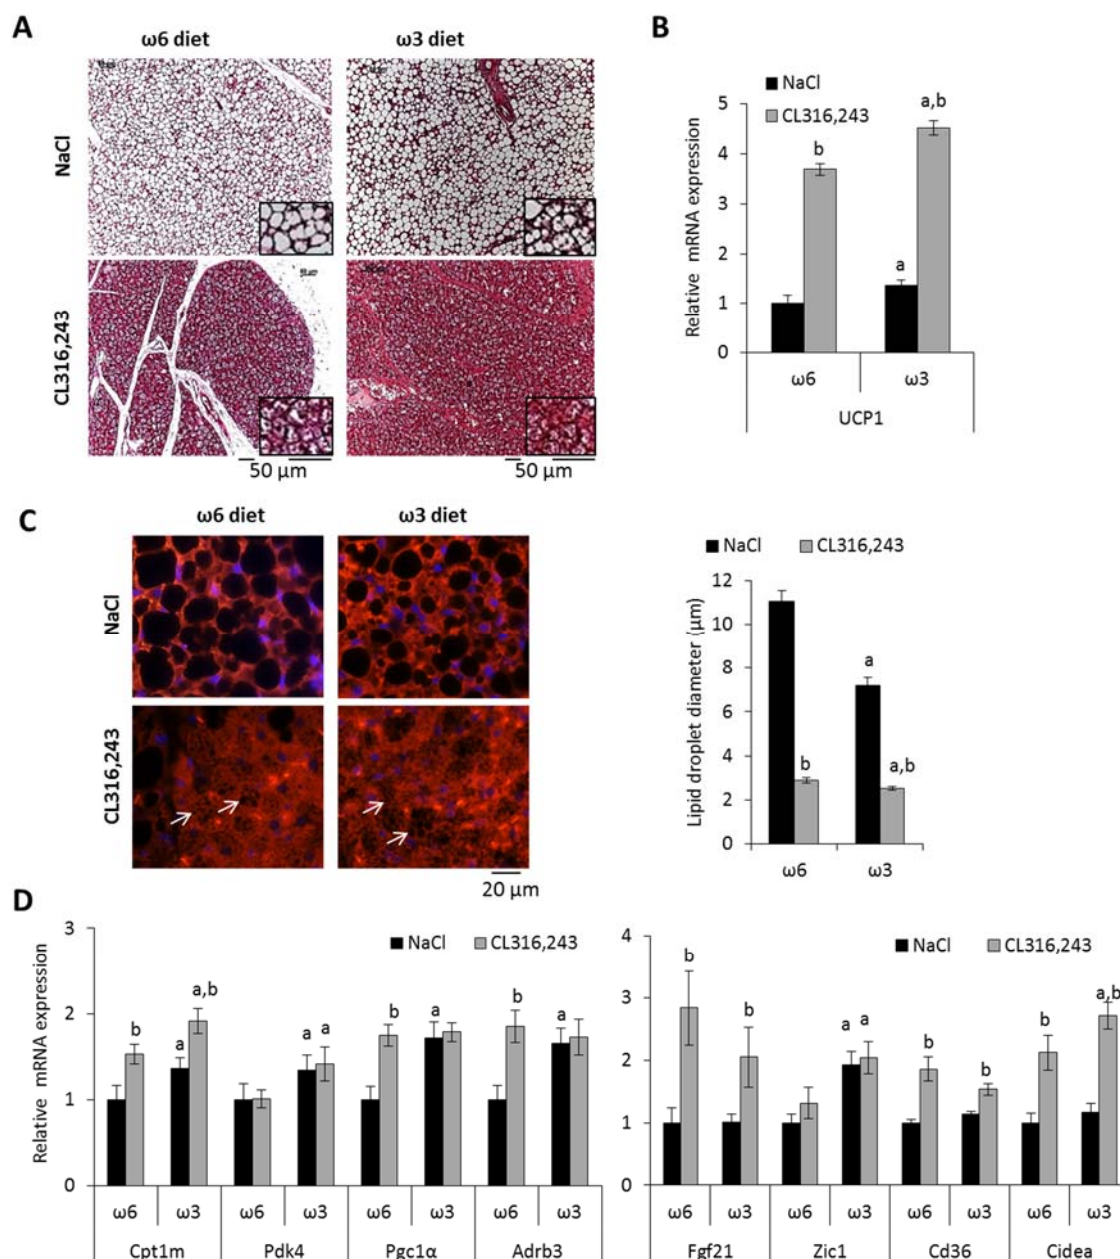 A
ω6 diet
ω3 diet
NaCl
CL316,243
50 µm
50 µm
B
NaCl
CL316,243
Relative mRNA expression
5
4
3
2
1
0
b
a
a,b
ω6
ω3
UCP1
C
ω6 diet
ω3 diet
NaCl
CL316,243
20 µm
NaCl
CL316,243
Lipid droplet diameter (µm)
12
10
8
6
4
2
0
b
a
a,b
ω6
ω3
D
Relative mRNA expression
3
2
1
0
NaCl
CL316,243
b
a
a,b
a
a
b
a
b
a
ω6
ω3
ω6
ω3
ω6
ω3
ω6
ω3
Cpt1m
Pdk4
Pgc1α
Adrb3
4
3
2
1
0
NaCl
CL316,243
b
b
a
a
b
b
b
a,b
ω6
ω3
ω6
ω3
ω6
ω3
ω6
ω3
Fgf21
Zic1
Cd36
Cidea